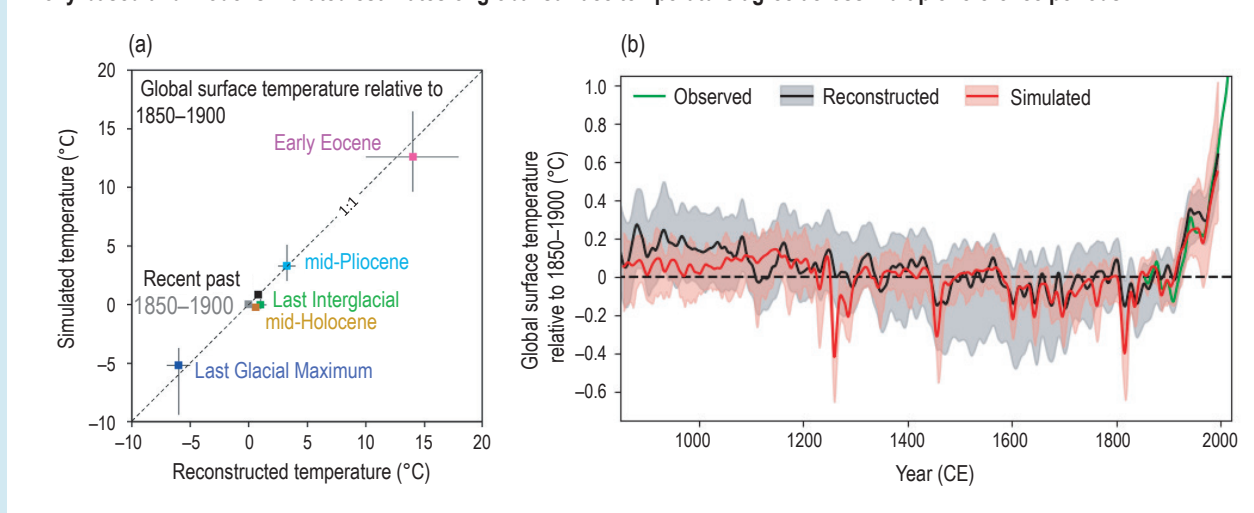 (a)
20
15
10
5
0
–5
–10
–10
–5
0
5
10
15
20
Simulated temperature (°C)
Reconstructed temperature (°C)
Global surface temperature relative to
1850–1900
Early Eocene
1:1
mid-Pliocene
Recent past
1850–1900
Last Interglacial
mid-Holocene
Last Glacial Maximum
(b)
1.0
0.8
0.6
0.4
0.2
0
–0.2
–0.4
–0.6
Global surface temperature
relative to 1850–1900 (°C)
Observed
Reconstructed
Simulated
1000
1200
1400
1600
1800
2000
Year (CE)